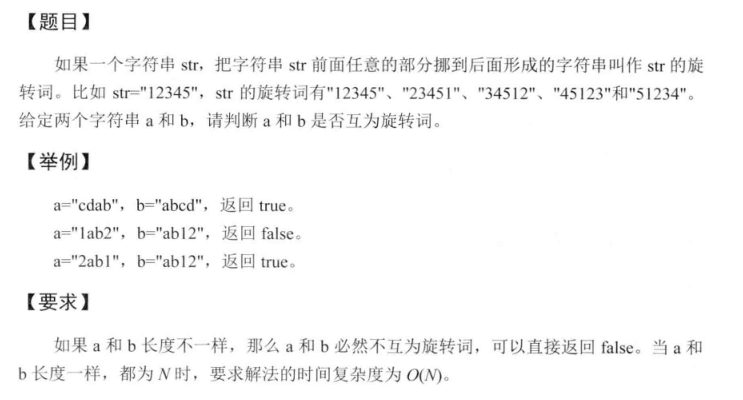 【题目】
如果一个字符串 str，把字符串 str 前面任意的部分挪到后面形成的字符串叫作 str 的旋
转词。比如 str="12345"，str 的旋转词有"12345"、"23451"、"34512"、"45123"和"51234"。
给定两个字符串 a 和 b，请判断 a 和 b 是否互为旋转词。
【举例】
a="cdab"，b="abcd"，返回 true。
a="1ab2"，b="ab12"，返回 false。
a="2ab1"，b="ab12"，返回 true。
【要求】
如果 a 和 b 长度不一样，那么 a 和 b 必然不互为旋转词，可以直接返回 false。当 a 和
b 长度一样，都为 N 时，要求解法的时间复杂度为 O(N)。